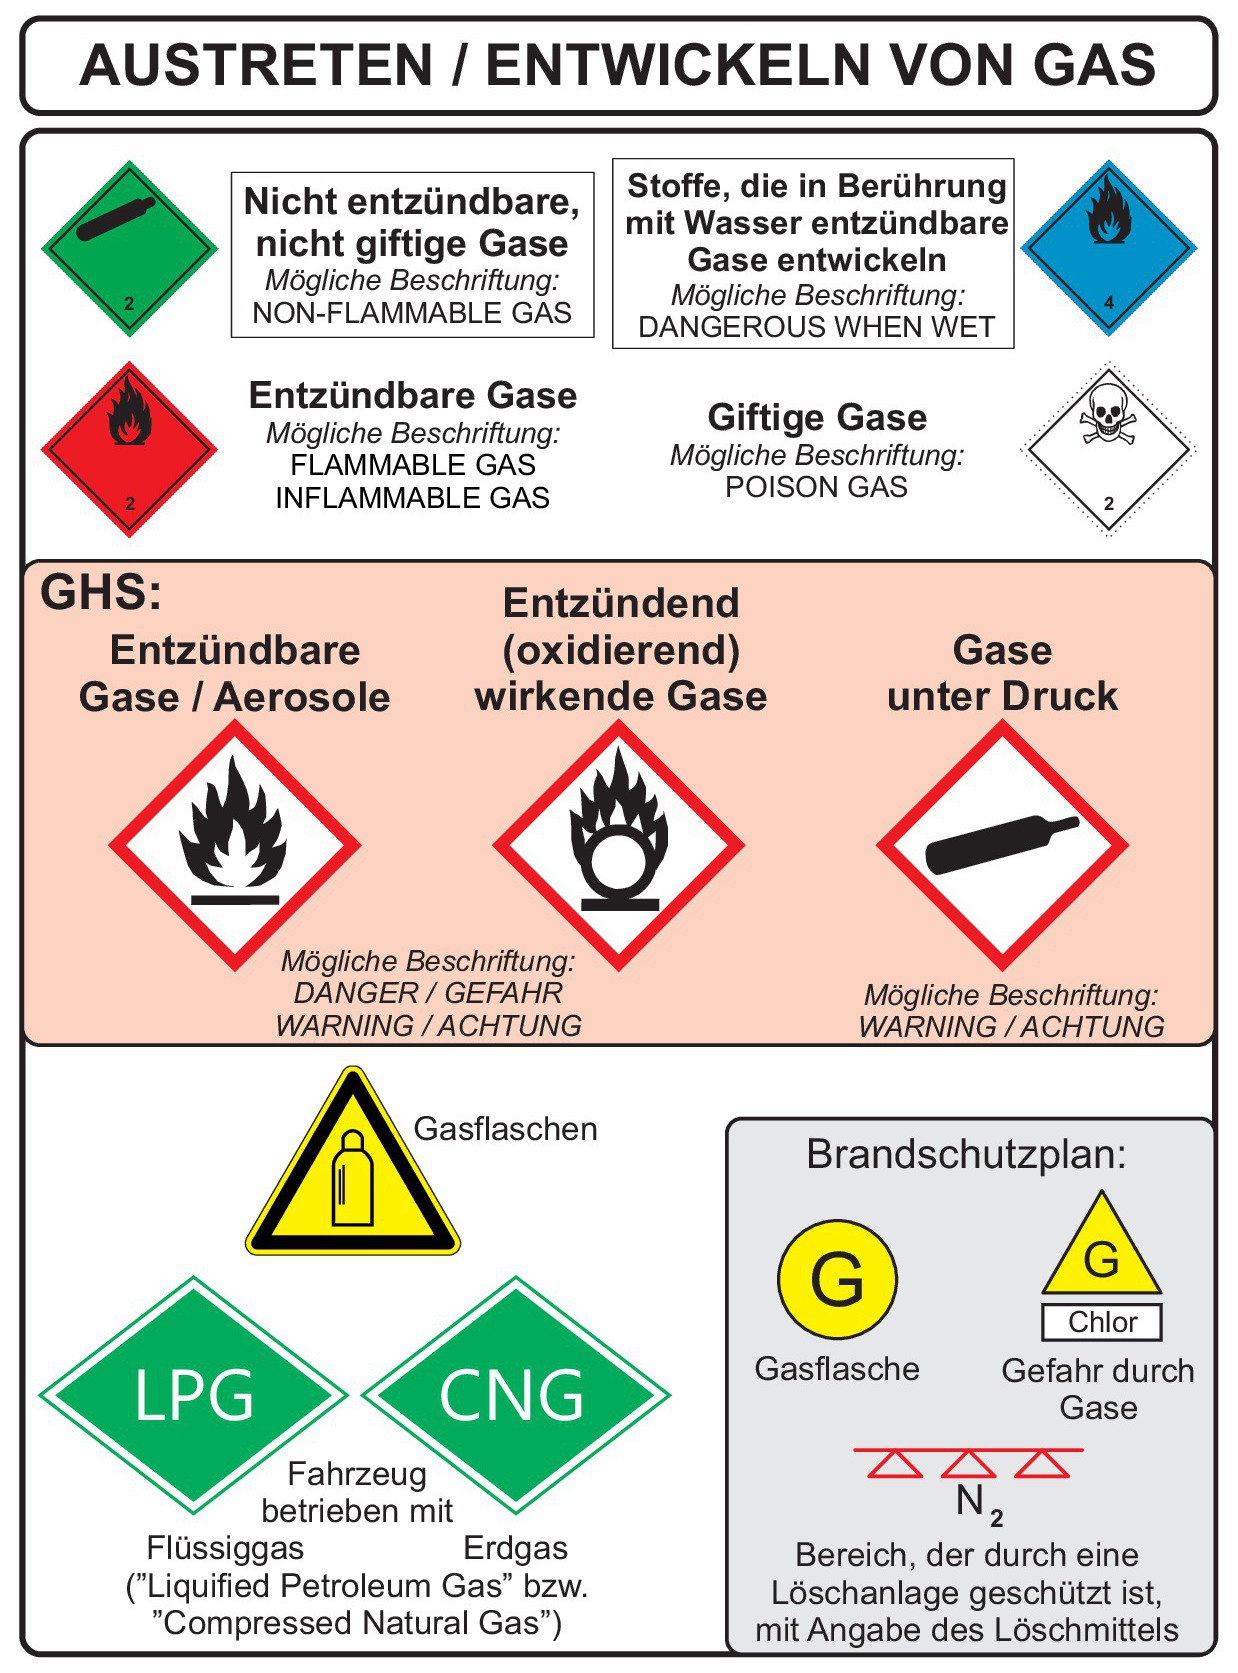 AUSTRETEN / ENTWICKELN VON GAS
2
Nicht entzündbare,
nicht giftige Gase
Mögliche Beschriftung:
NON-FLAMMABLE GAS
Stoffe, die in Berührung
mit Wasser entzündbare
Gase entwickeln
Mögliche Beschriftung:
DANGEROUS WHEN WET
4
2
Entzündbare Gase
Mögliche Beschriftung:
FLAMMABLE GAS
INFLAMMABLE GAS
Giftige Gase
Mögliche Beschriftung:
POISON GAS
2
GHS:
Entzündbare
Gase / Aerosole
Entzündend
(oxidierend)
wirkende Gase
Gase
unter Druck
Mögliche Beschriftung:
DANGER / GEFAHR
WARNING / ACHTUNG
Mögliche Beschriftung:
WARNING / ACHTUNG
Gasflaschen
LPG
CNG
Fahrzeug
betrieben mit
Flüssiggas Erdgas
(”Liquified Petroleum Gas” bzw.
”Compressed Natural Gas”)
Brandschutzplan:
G
Gasflasche
G
Chlor
Gefahr durch
Gase
N2
Bereich, der durch eine
Löschanlage geschützt ist,
mit Angabe des Löschmittels